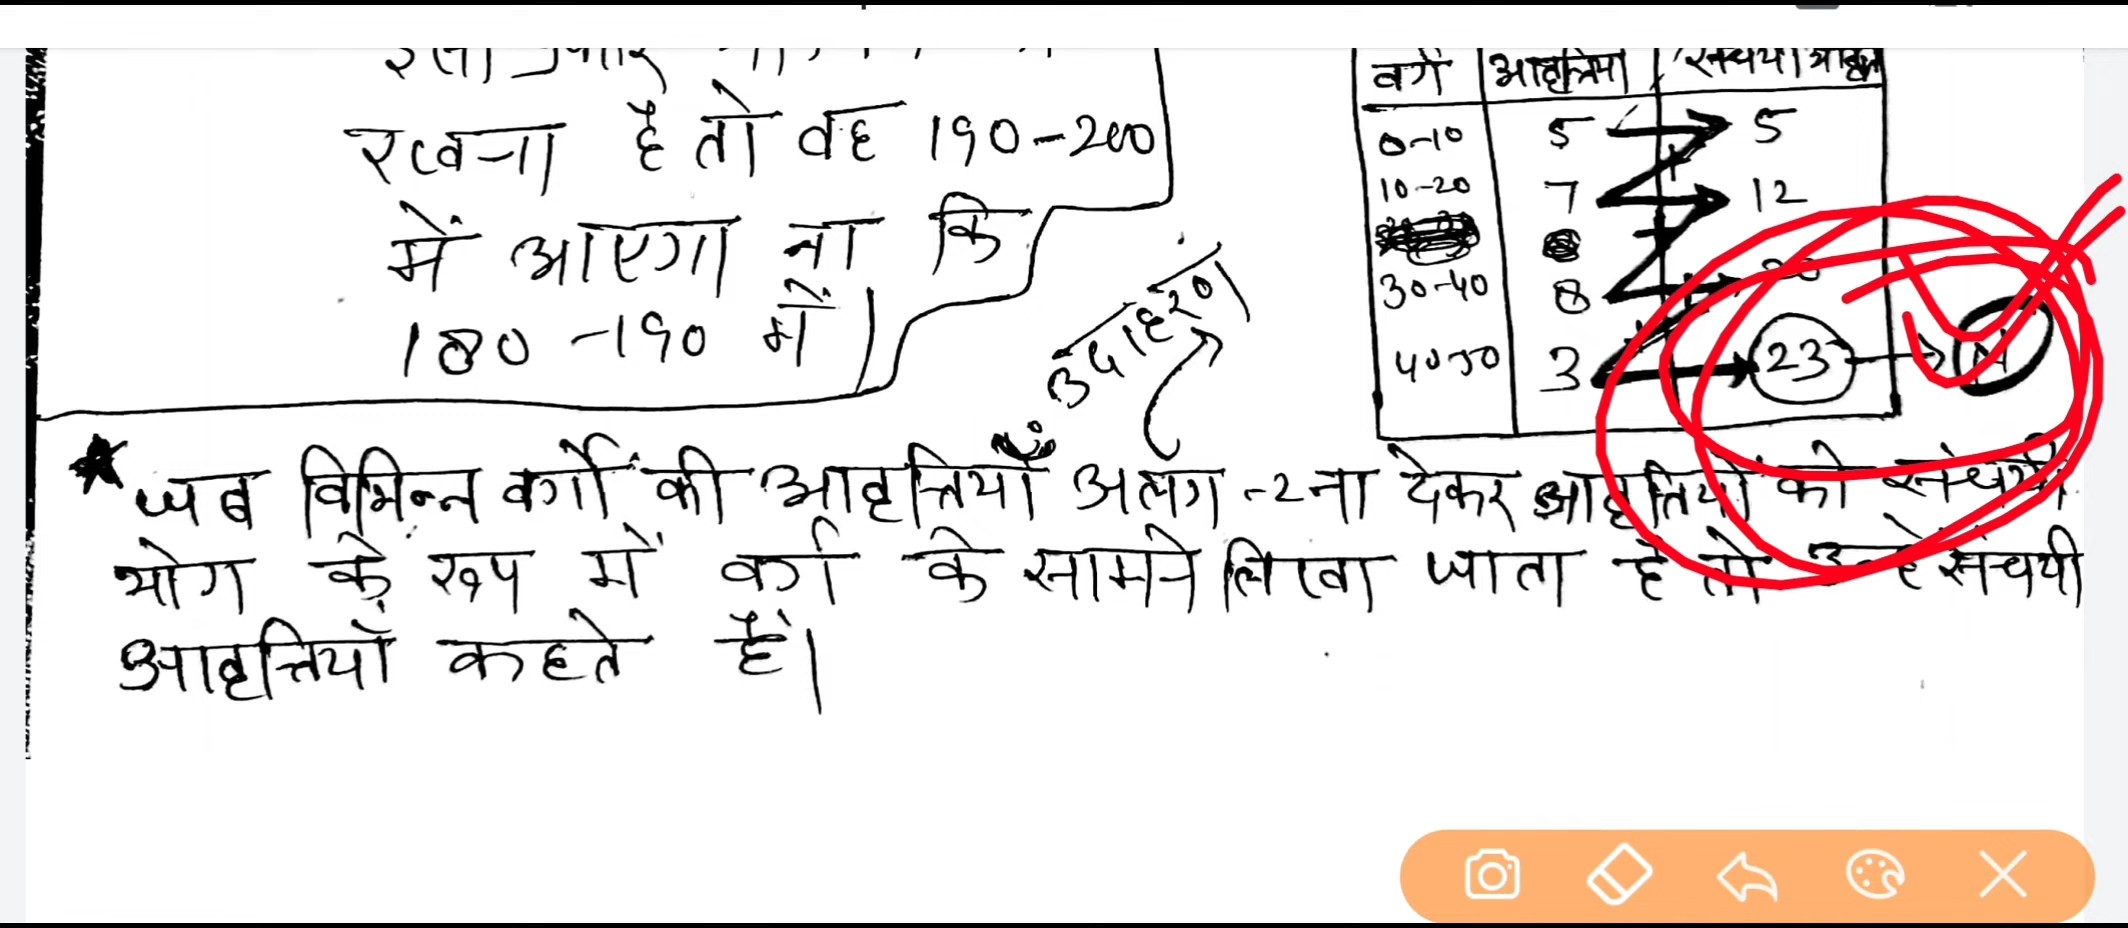 रखना है तो वह 190-200
में आएगा ना कि
180-190 में।
वर्ग आवृत्तियां संचयी
0-10 5 5
10-20 7 12
30-40 8
40-50 3 23 → N
उदाहरण
* जब विभिन्न वर्गों की आवृत्तियाँ अलग-2 ना देकर आवृत्तियों को संचयी
योग के रूप में वर्ग के सामने लिखा जाता है तो उन्हे संचयी
आवृत्तियाँ कहते हैं।